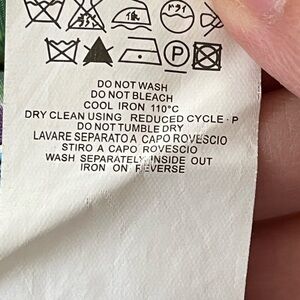 P
DO NOT WASH
DO NOT BLEACH
COOL IRON 110°C
DRY CLEAN USING REDUCED CYCLE · P
DO NOT TUMBLE DRY
LAVARE SEPARATO A CAPO ROVESCIO
STIRO A CAPO ROVESCIO
WASH SEPARATELY INSIDE OUT
IRON ON REVERSE